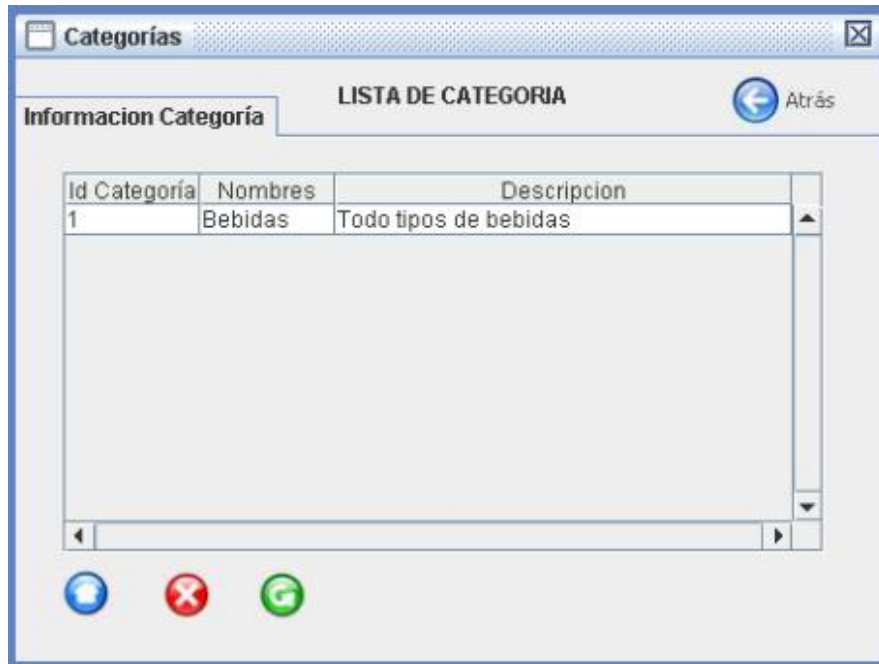 Categorías
LISTA DE CATEGORIA
Atrás
Informacion Categoría
Id Categoría Nombres Descripcion
1 Bebidas Todo tipos de bebidas